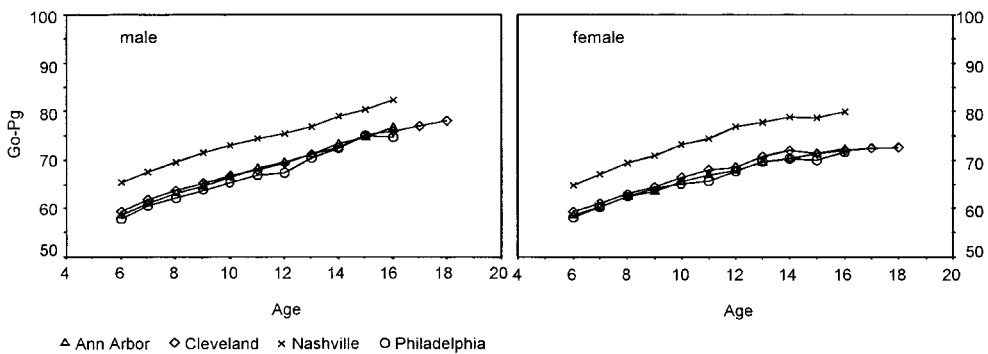 100 male female 100
90 90
80 80
Go-Pg
70 70
60 60
50 50
4 6 8 10 12 14 16 18 20 4 6 8 10 12 14 16 18 20
Age Age
Ann Arbor Cleveland Nashville Philadelphia